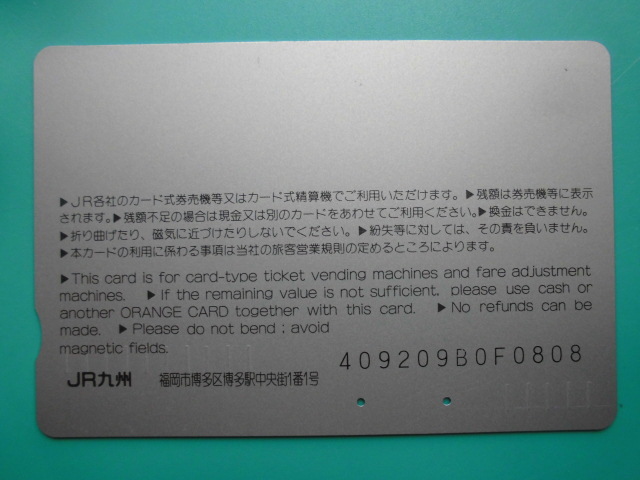 ▶JR各社のカード式券売機等又はカード式精算機でご利用いただけます。▶残額は券売機等に表示
されます。▶残額不足の場合は現金又は別のカードをあわせてご利用ください。▶換金はできません。
▶折り曲げたり、磁気に近づけたりしないでください。▶紛失等に対しては、その責を負いません。
▶本カードの利用に係わる事項は当社の旅客営業規則の定めるところによります。
▶This card is for card-type ticket vending machines and fare adjustment
machines. ▶If the remaining value is not sufficient, please use cash or
another ORANGE CARD together with this card. ▶No refunds can be
made. ▶Please do not bend; avoid
magnetic fields.
409209B0F0808
JR九州 福岡市博多区博多駅中央街1番1号